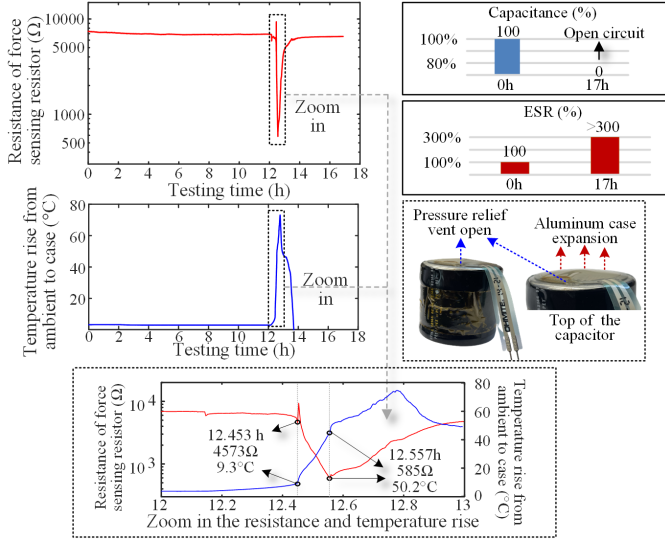 Resistance of force
sensing resistor (Ω)
10000
5000
1000
500
0 2 4 6 8 10 12 14 16 18
Testing time (h)
Zoom
in
Temperature rise from
ambient to case (°C)
80
60
40
20
0 2 4 6 8 10 12 14 16 18
Testing time (h)
Zoom
in
Capacitance (%)
100%
80%
100
Open circuit
0
0h 17h
ESR (%)
300%
100%
100
>300
0h 17h
Pressure relief
vent open
Aluminum case
expansion
Top of the
capacitor
Resistance of force
sensing resistor (Ω)
10⁴
10³
12.453 h
4573Ω
9.3°C
12.557h
585Ω
50.2°C
80
60
40
20
0
Temperature rise from
ambient to case (°C)
12 12.2 12.4 12.6 12.8 13
Zoom in the resistance and temperature rise